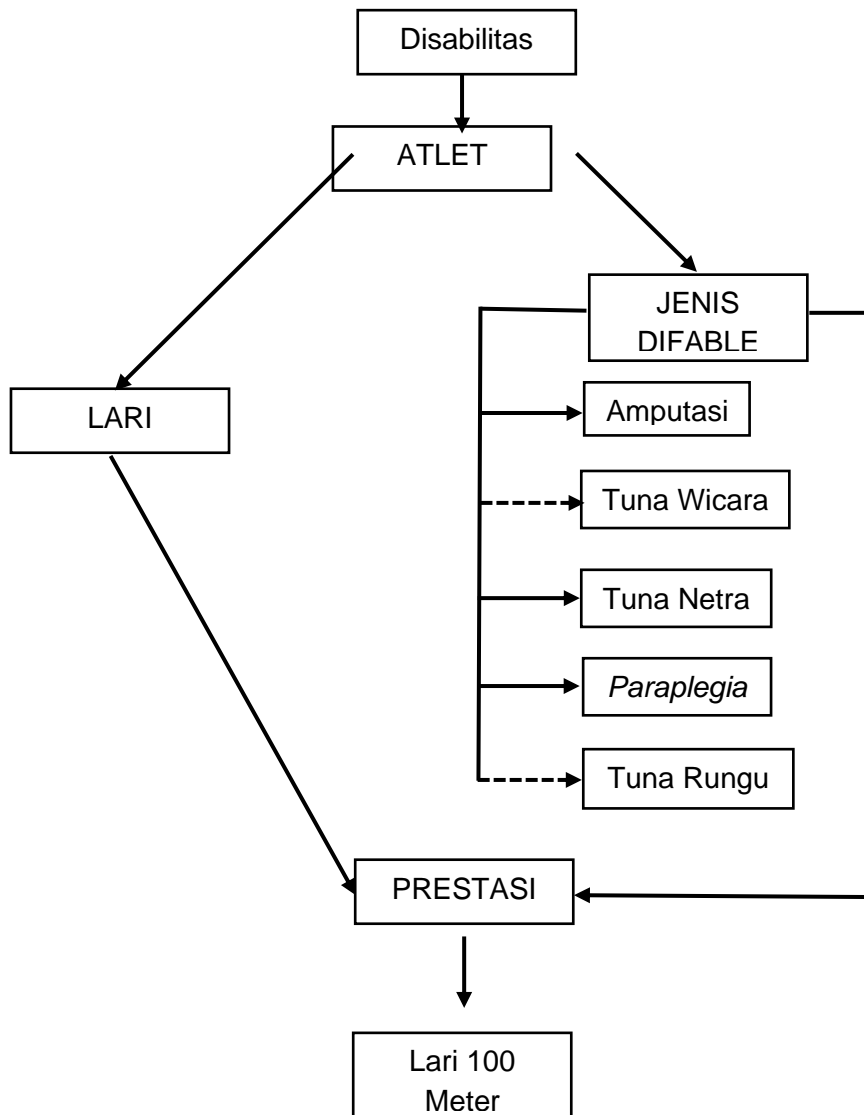 Disabilitas
ATLET
JENIS
DIFABLE
LARI
Amputasi
Tuna Wicara
Tuna Netra
Paraplegia
Tuna Rungu
PRESTASI
Lari 100
Meter